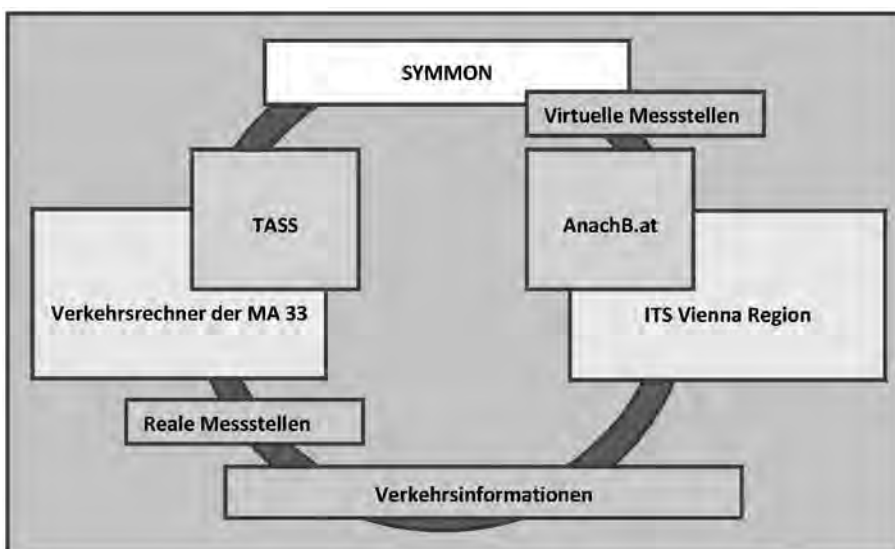 SYMMON
Virtuelle Messstellen
TASS
AnachB.at
Verkehrsrechner der MA 33
ITS Vienna Region
Reale Messstellen
Verkehrsinformationen